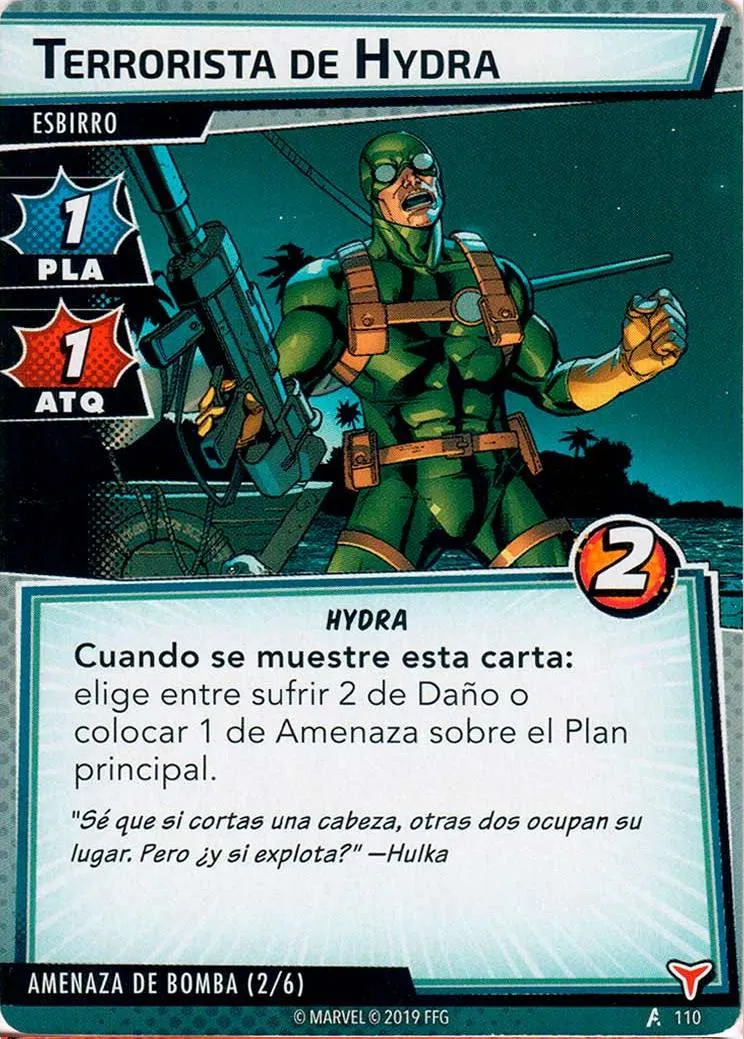 TERRORISTA DE HYDRA
ESBIRRO
1
PLA
1
ATQ
2
HYDRA
Cuando se muestre esta carta:
elige entre sufrir 2 de Daño o
colocar 1 de Amenaza sobre el Plan
principal.
"Sé que si cortas una cabeza, otras dos ocupan su
lugar. Pero ¿y si explota?" —Hulka
AMENAZA DE BOMBA (2/6)
© MARVEL © 2019 FFG
110